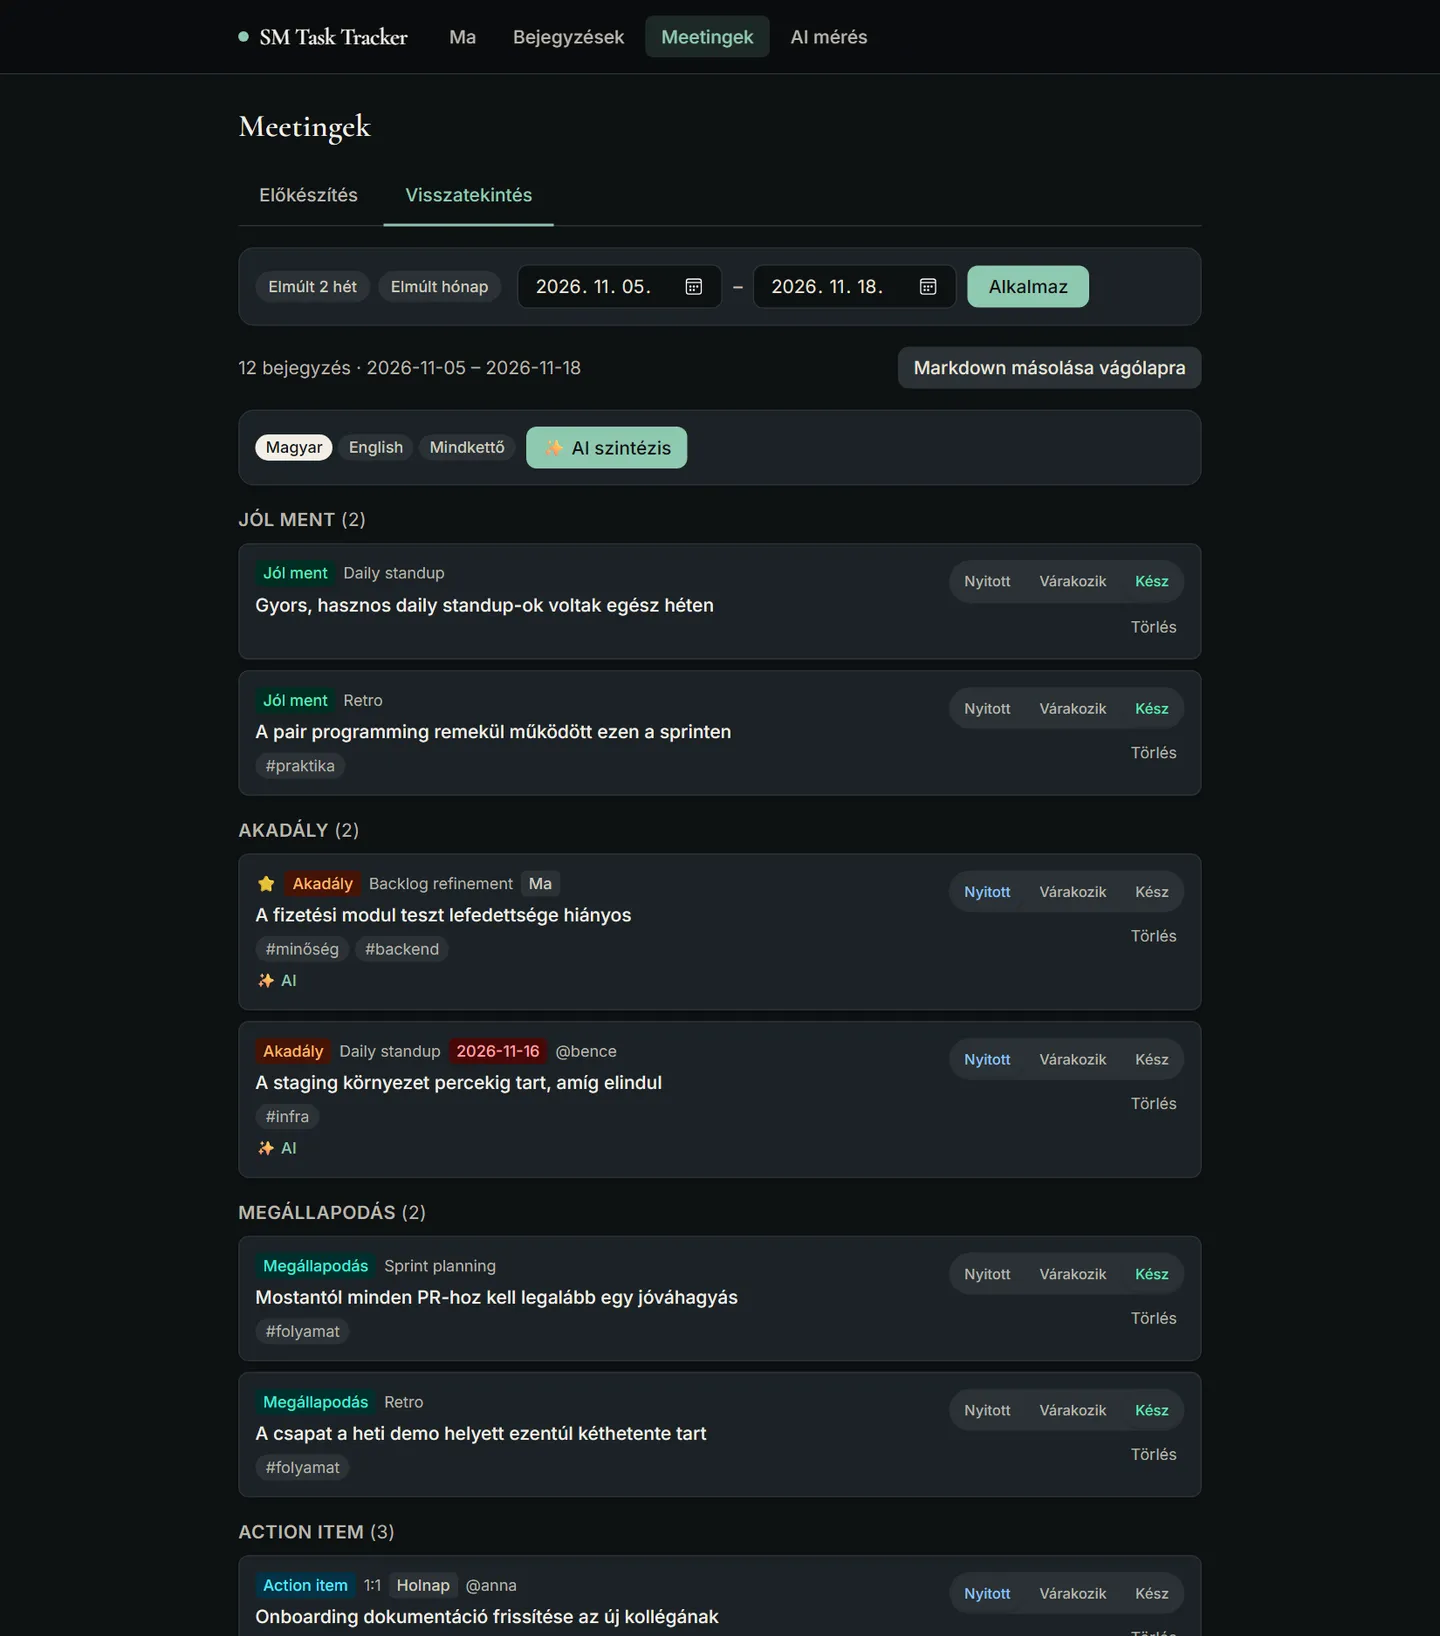 SM Task Tracker Ma Bejegyzések Meetingek AI mérés
Meetingek
Előkészítés Visszatekintés
Elmúlt 2 hét Elmúlt hónap 2026. 11. 05. – 2026. 11. 18. Alkalmaz
12 bejegyzés · 2026-11-05 – 2026-11-18 Markdown másolása vágólapra
Magyar English Mindkettő ✨ AI szintézis
JÓL MENT (2)
Jól ment Daily standup Nyitott Várakozik Kész
Gyors, hasznos daily standup-ok voltak egész héten
Törlés
Jól ment Retro Nyitott Várakozik Kész
A pair programming remekül működött ezen a sprinten
Törlés
#praktika
AKADÁLY (2)
⭐ Akadály Backlog refinement Ma Nyitott Várakozik Kész
A fizetési modul teszt lefedettsége hiányos
Törlés
#minőség #backend
✨ AI
Akadály Daily standup 2026-11-16 @bence Nyitott Várakozik Kész
A staging környezet percekig tart, amíg elindul
Törlés
#infra
✨ AI
MEGÁLLAPODÁS (2)
Megállapodás Sprint planning Nyitott Várakozik Kész
Mostantól minden PR-hoz kell legalább egy jóváhagyás
Törlés
#folyamat
Megállapodás Retro Nyitott Várakozik Kész
A csapat a heti demo helyett ezentúl kéthetente tart
Törlés
#folyamat
ACTION ITEM (3)
Action item 1:1 Holnap @anna Nyitott Várakozik Kész
Onboarding dokumentáció frissítése az új kollégának
Törlés